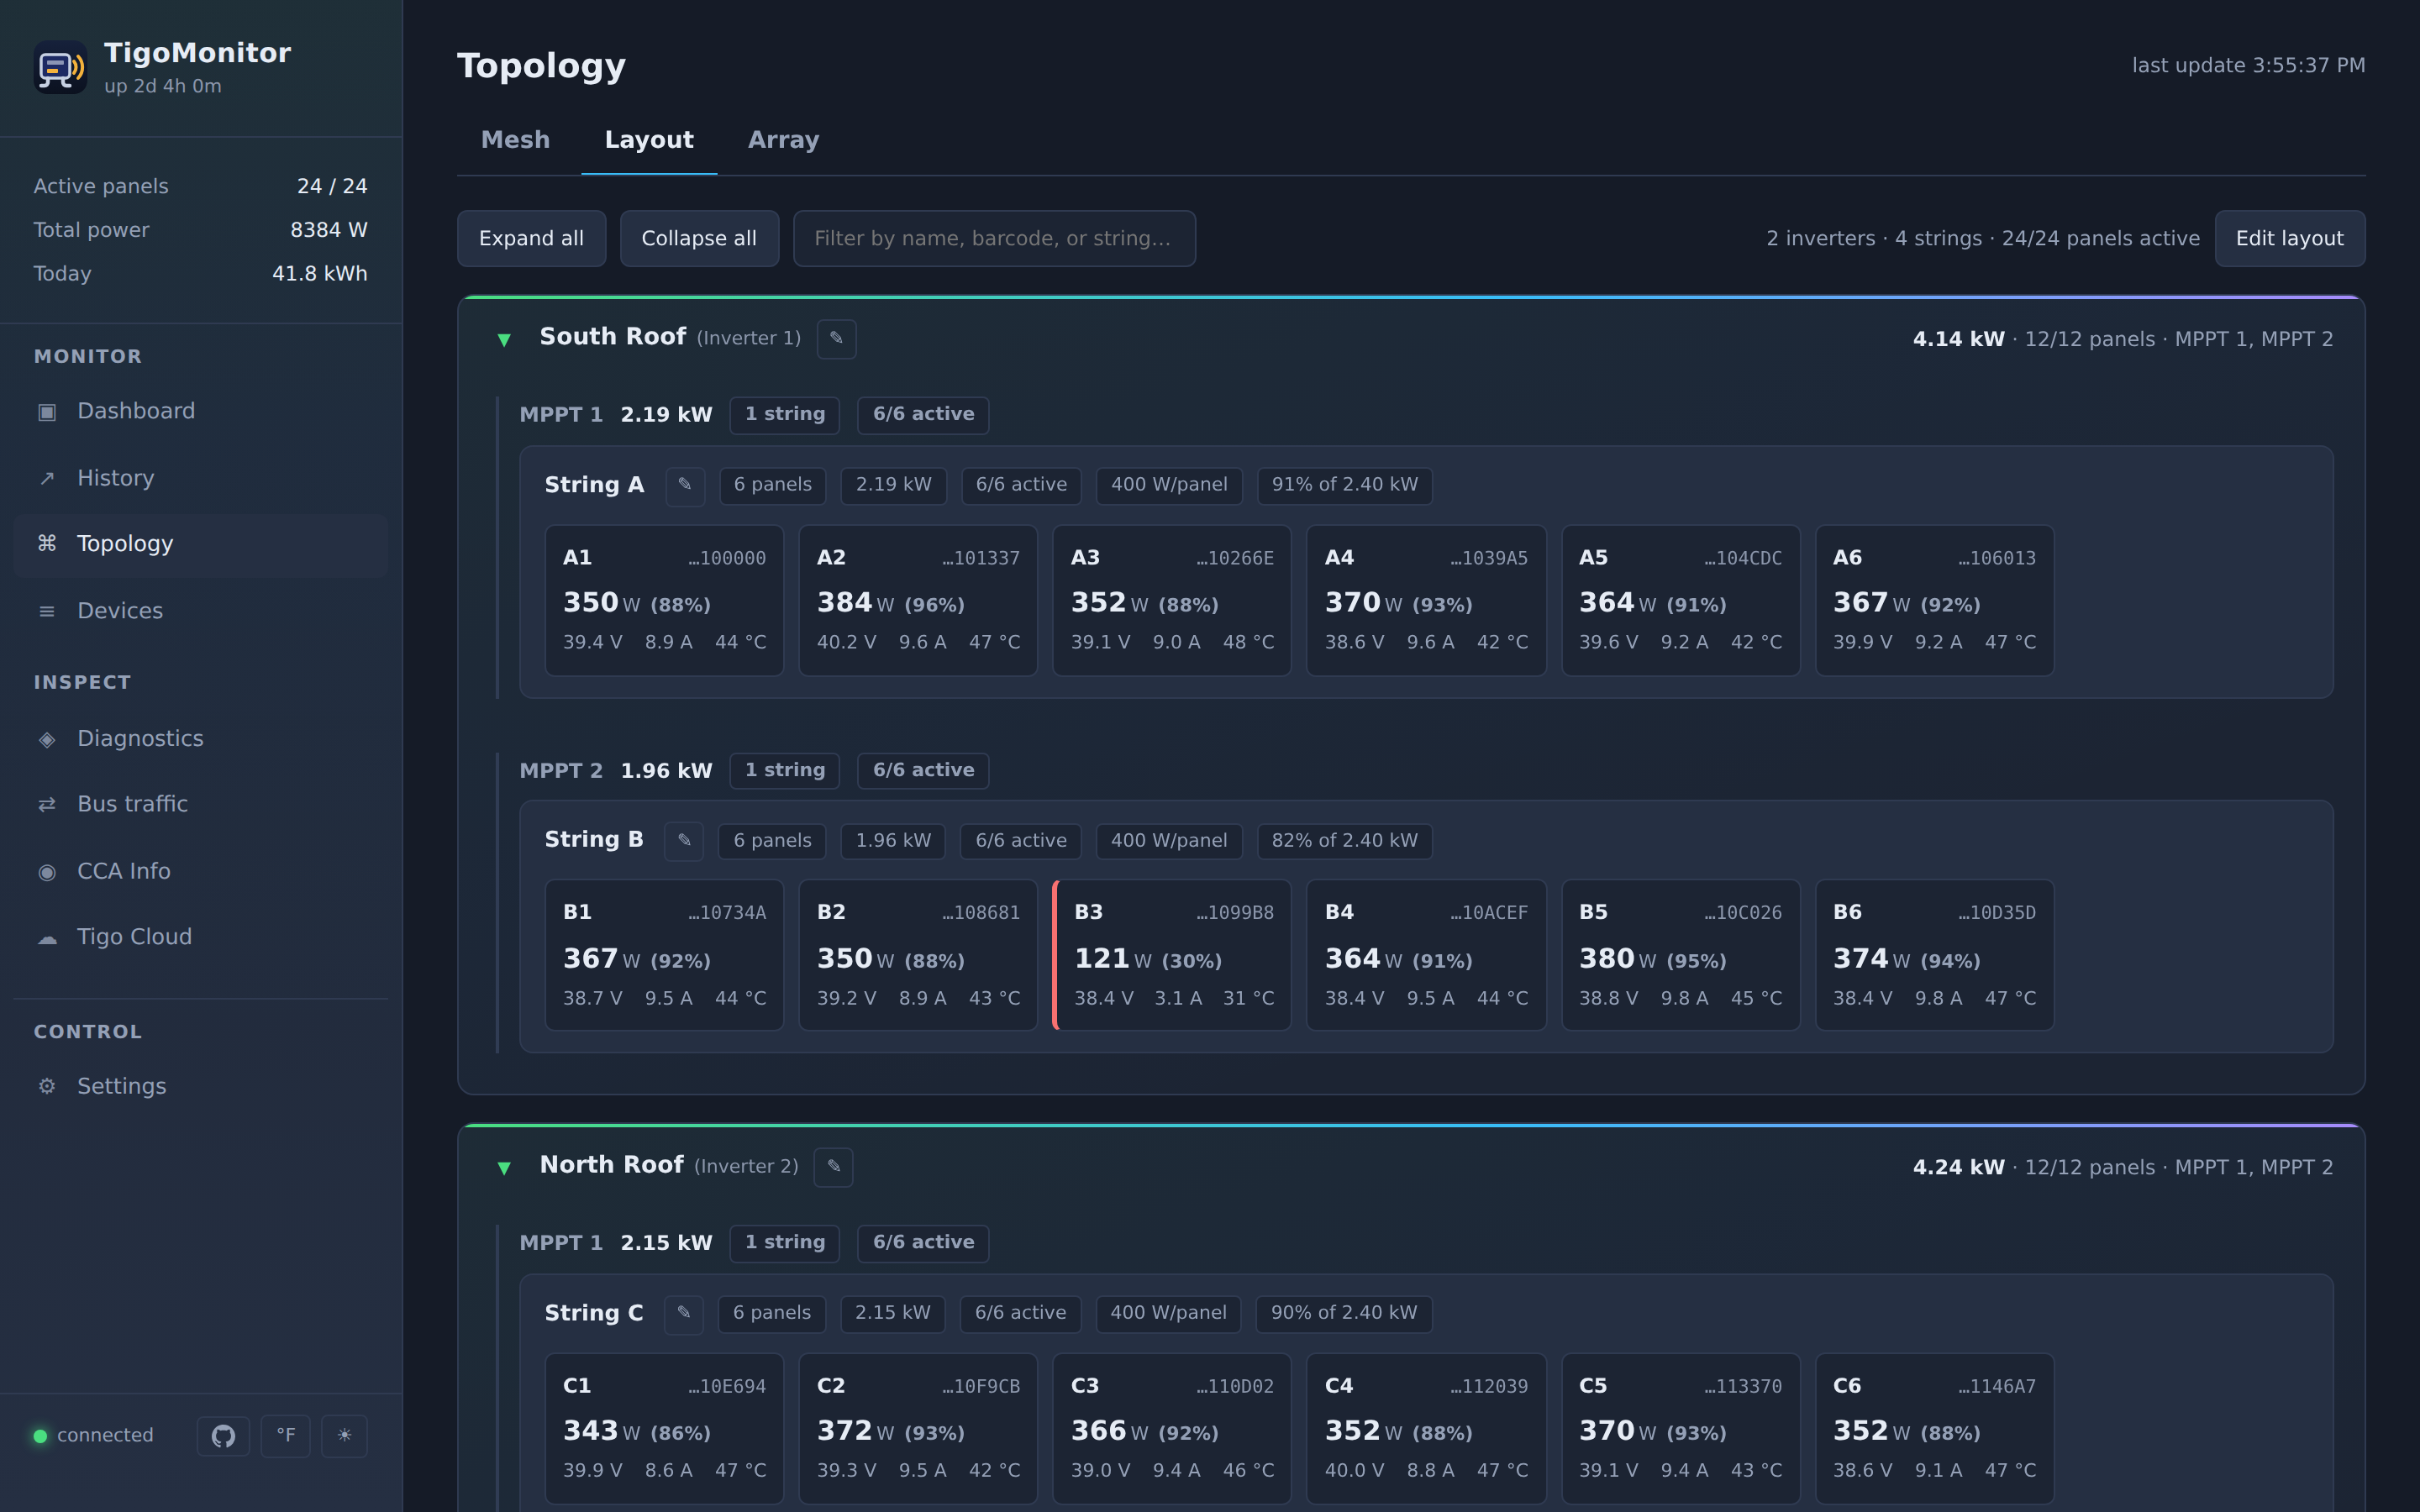 TigoMonitor
up 2d 4h 0m
Active panels 24 / 24
Total power 8384 W
Today 41.8 kWh
MONITOR
▣ Dashboard
↗ History
⌘ Topology
≡ Devices
INSPECT
◈ Diagnostics
⇄ Bus traffic
◉ CCA Info
☁ Tigo Cloud
CONTROL
⚙ Settings
connected °F ☀
Topology
last update 3:55:37 PM
Mesh Layout Array
Expand all Collapse all Filter by name, barcode, or string… 2 inverters · 4 strings · 24/24 panels active Edit layout
▼ South Roof (Inverter 1) ✎ 4.14 kW · 12/12 panels · MPPT 1, MPPT 2
MPPT 1 2.19 kW 1 string 6/6 active
String A ✎ 6 panels 2.19 kW 6/6 active 400 W/panel 91% of 2.40 kW
A1 …100000 A2 …101337 A3 …10266E A4 …1039A5 A5 …104CDC A6 …106013
350 W (88%) 384 W (96%) 352 W (88%) 370 W (93%) 364 W (91%) 367 W (92%)
39.4 V 8.9 A 44 °C 40.2 V 9.6 A 47 °C 39.1 V 9.0 A 48 °C 38.6 V 9.6 A 42 °C 39.6 V 9.2 A 42 °C 39.9 V 9.2 A 47 °C
MPPT 2 1.96 kW 1 string 6/6 active
String B ✎ 6 panels 1.96 kW 6/6 active 400 W/panel 82% of 2.40 kW
B1 …10734A B2 …108681 B3 …1099B8 B4 …10ACEF B5 …10C026 B6 …10D35D
367 W (92%) 350 W (88%) 121 W (30%) 364 W (91%) 380 W (95%) 374 W (94%)
38.7 V 9.5 A 44 °C 39.2 V 8.9 A 43 °C 38.4 V 3.1 A 31 °C 38.4 V 9.5 A 44 °C 38.8 V 9.8 A 45 °C 38.4 V 9.8 A 47 °C
▼ North Roof (Inverter 2) ✎ 4.24 kW · 12/12 panels · MPPT 1, MPPT 2
MPPT 1 2.15 kW 1 string 6/6 active
String C ✎ 6 panels 2.15 kW 6/6 active 400 W/panel 90% of 2.40 kW
C1 …10E694 C2 …10F9CB C3 …110D02 C4 …112039 C5 …113370 C6 …1146A7
343 W (86%) 372 W (93%) 366 W (92%) 352 W (88%) 370 W (93%) 352 W (88%)
39.9 V 8.6 A 47 °C 39.3 V 9.5 A 42 °C 39.0 V 9.4 A 46 °C 40.0 V 8.8 A 47 °C 39.1 V 9.4 A 43 °C 38.6 V 9.1 A 47 °C